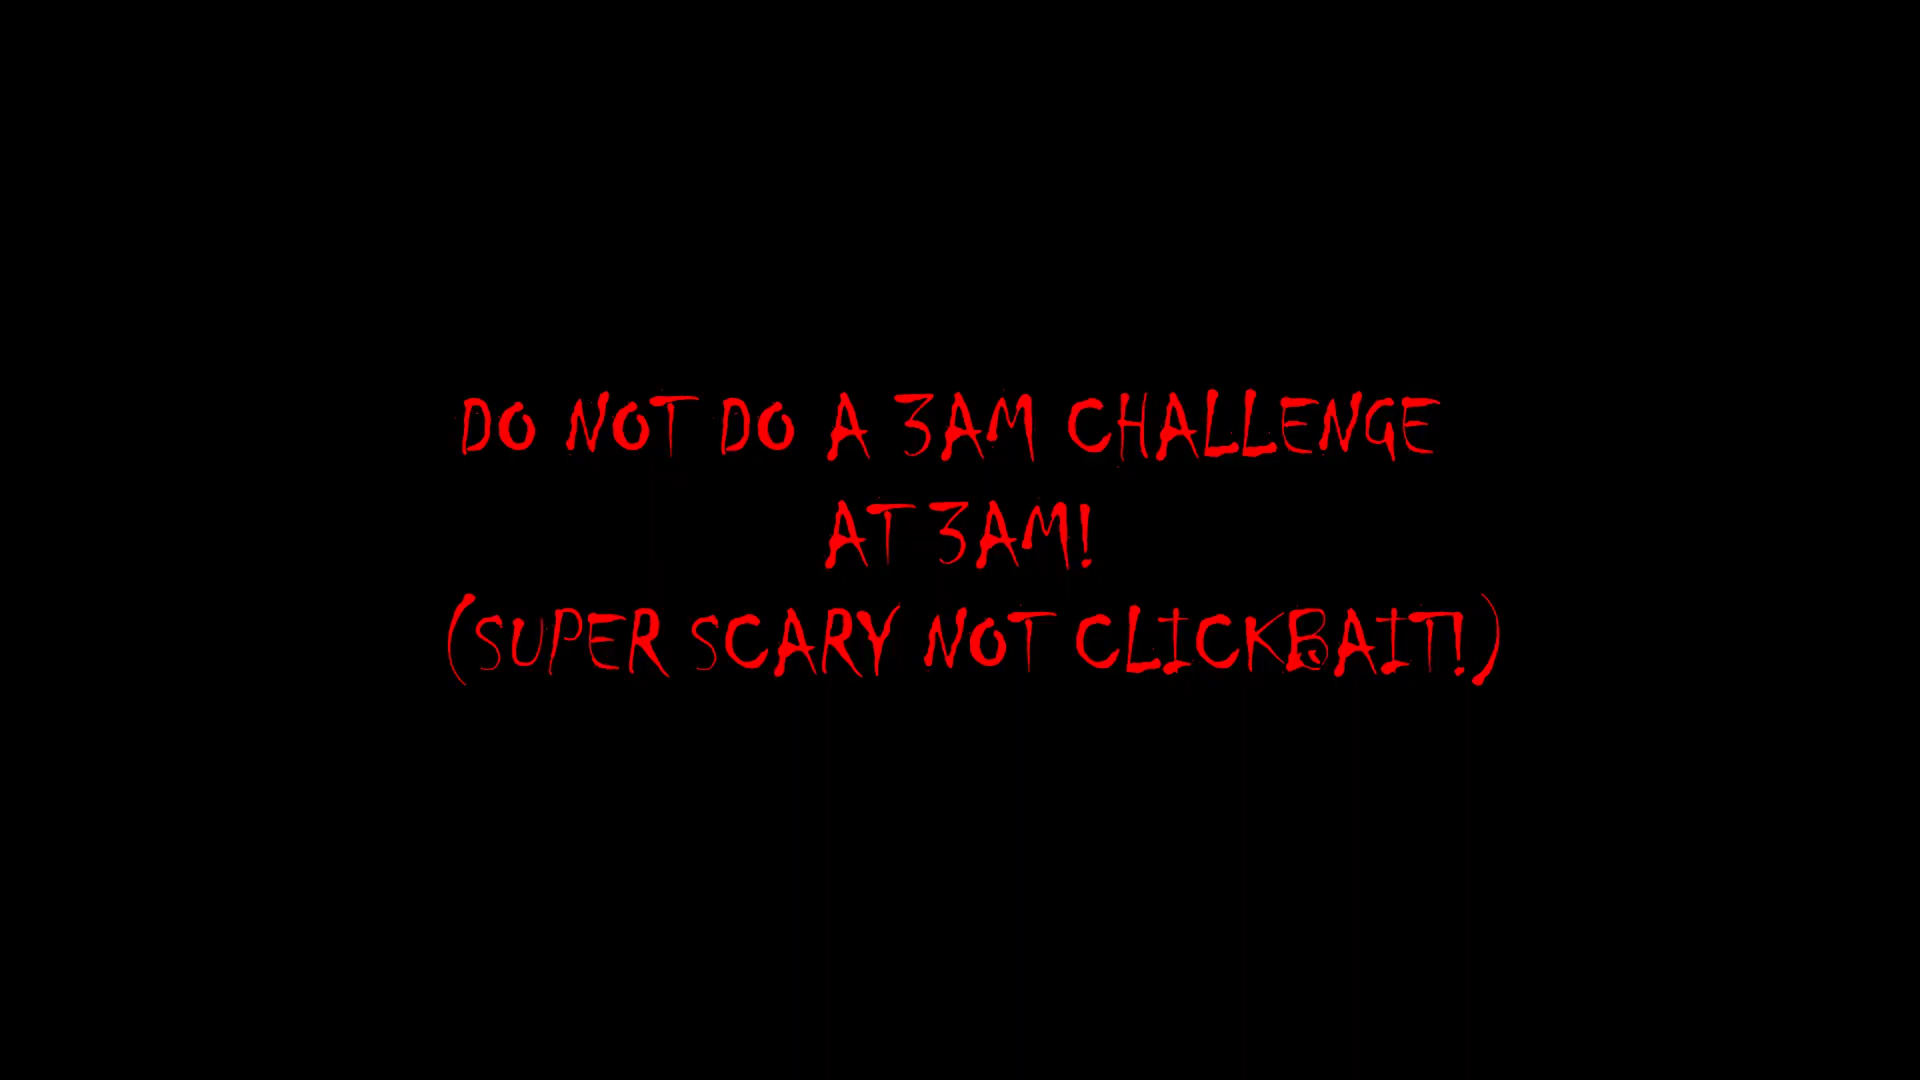 DO NOT DO A 3AM CHALLENGE
AT 3AM!
(SUPER SCARY NOT CLICKBAIT!)